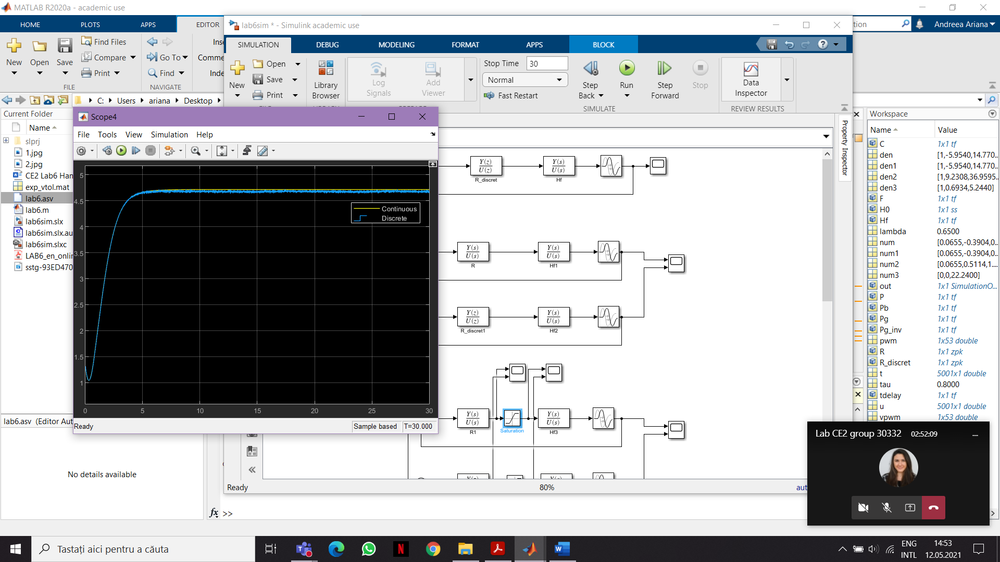 MATLAB R2020a - academic use
HOME PLOTS APPS EDITOR
Andreea Ariana
New Open Save
Find Files
Compare
Print
Go To
Find
FILE NAVIGATE
C: Users ariana Desktop
Current Folder
Name
slprj
1.jpg
2.jpg
CE2 Lab6 Han
exp_vtol.mat
lab6.asv
lab6.m
lab6sim.slx
lab6sim.slx.au
lab6sim.slxc
LAB6_en_onlin
sstg-93ED470
lab6.asv (Editor Aut
No details available
lab6sim * - Simulink academic use
SIMULATION DEBUG MODELING FORMAT APPS BLOCK
New
Open
Save
Print
Library Browser
Log Signals
Add Viewer
Stop Time 30
Normal
Fast Restart
Step Back
Run
Step Forward
Stop
Data Inspector
SIMULATE REVIEW RESULTS
Property Inspector
Scope4
File Tools View Simulation Help
5
4.5
4
3.5
3
2.5
2
1.5
1
0 5 10 15 20 25 30
Continuous
Discrete
Ready Sample based T=30.000
Y(z) U(z) R_discret
Y(s) U(s) Hf
Y(s) U(s) R
Y(s) U(s) Hf1
Y(z) U(z) R_discret1
Y(s) U(s) Hf2
Y(s) U(s) R1
Saturation
Y(s) U(s) Hf3
Ready 80% aut
fx >>
Workspace
Name Value
C 1x1 tf
den [1,-5.9540,14.770...
den1 [1,-5.9540,14.770...
den2 [1,9.2308,36.9595...
den3 [1,0.6934,5.2440]
F 1x1 tf
H0 1x1 ss
Hf 1x1 tf
lambda 0.6500
num [0.0655,-0.3904,0...
num1 [0.0655,-0.3904,0...
num2 [0.0655,0.5114,1....
num3 [0,0,22.2400]
out 1x1 SimulationO...
P 1x1 tf
Pb 1x1 tf
Pg 1x1 tf
Pg_inv 1x1 tf
pwm 1x53 double
R 1x1 zpk
R_discret 1x1 zpk
t 5001x1 double
tau 0.8000
tdelay 1x1 tf
u 5001x1 double
vpwm 1x53 double
Lab CE2 group 30332 02:52:09
Tastați aici pentru a căuta
ENG INTL
14:53
12.05.2021